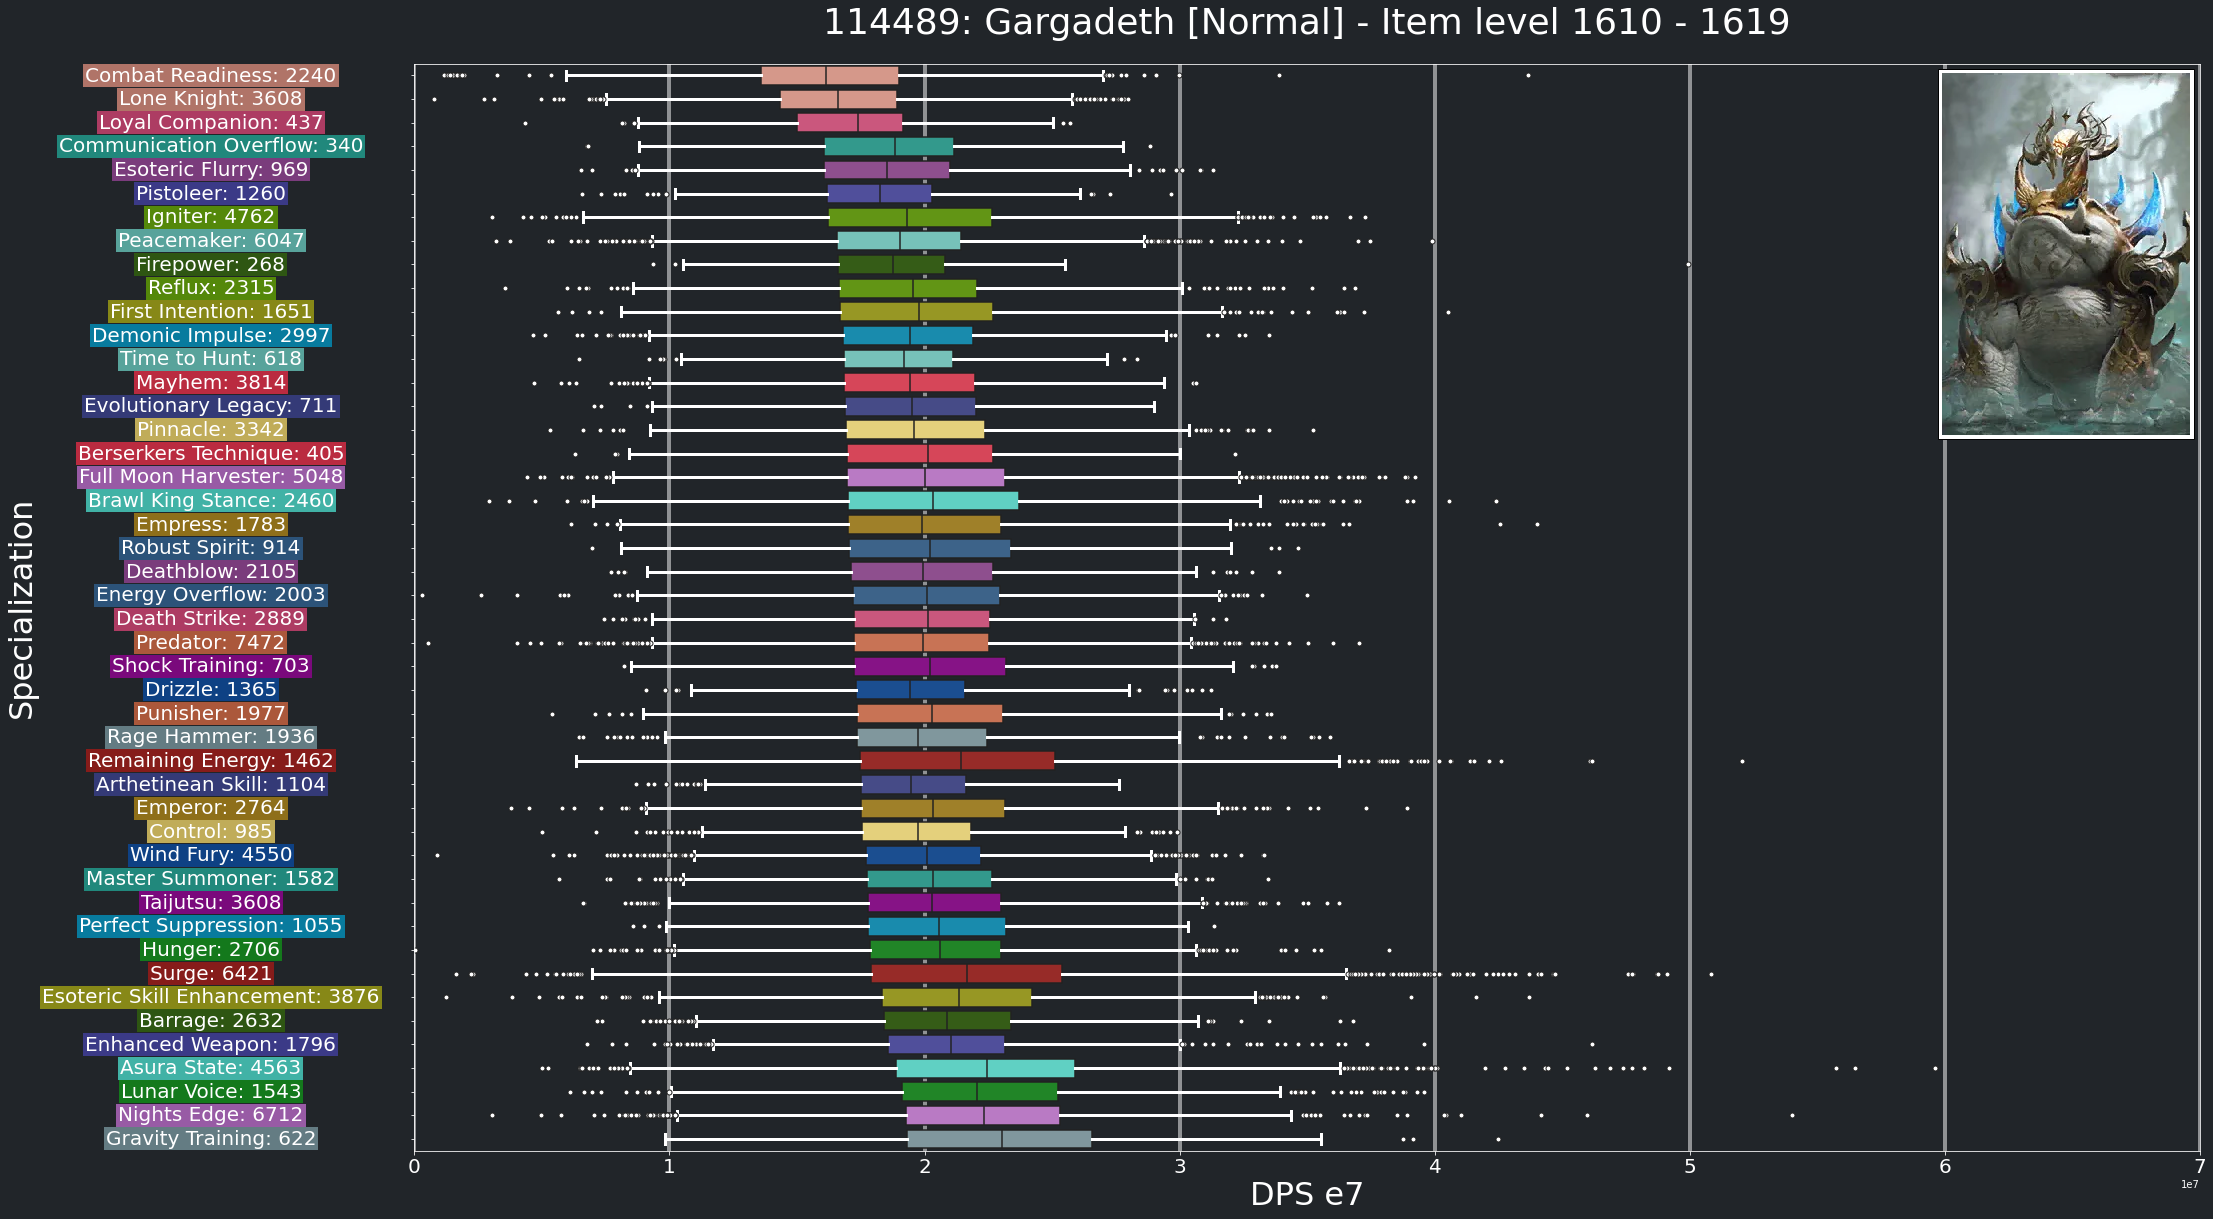 114489: Gargadeth [Normal] - Item level 1610 - 1619
Specialization
Combat Readiness: 2240
Lone Knight: 3608
Loyal Companion: 437
Communication Overflow: 340
Esoteric Flurry: 969
Pistoleer: 1260
Igniter: 4762
Peacemaker: 6047
Firepower: 268
Reflux: 2315
First Intention: 1651
Demonic Impulse: 2997
Time to Hunt: 618
Mayhem: 3814
Evolutionary Legacy: 711
Pinnacle: 3342
Berserkers Technique: 405
Full Moon Harvester: 5048
Brawl King Stance: 2460
Empress: 1783
Robust Spirit: 914
Deathblow: 2105
Energy Overflow: 2003
Death Strike: 2889
Predator: 7472
Shock Training: 703
Drizzle: 1365
Punisher: 1977
Rage Hammer: 1936
Remaining Energy: 1462
Arthetinean Skill: 1104
Emperor: 2764
Control: 985
Wind Fury: 4550
Master Summoner: 1582
Taijutsu: 3608
Perfect Suppression: 1055
Hunger: 2706
Surge: 6421
Esoteric Skill Enhancement: 3876
Barrage: 2632
Enhanced Weapon: 1796
Asura State: 4563
Lunar Voice: 1543
Nights Edge: 6712
Gravity Training: 622
0 1 2 3 4 5 6 7
DPS e7
1e7